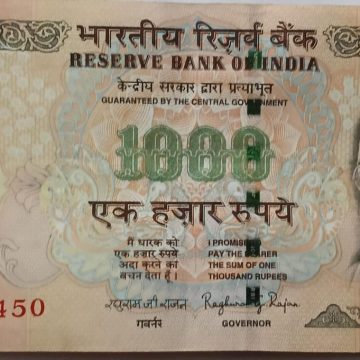 भारतीय रिज़र्व बैंक
RESERVE BANK OF INDIA
केन्द्रीय सरकार द्वारा प्रत्याभूत
GUARANTEED BY THE CENTRAL GOVERNMENT
1000
एक हज़ार रुपये
मैं धारक को
एक हज़ार रुपये
अदा करने का
वचन देता हूँ।
I PROMISE
PAY THE BEARER
THE SUM OF ONE
THOUSAND RUPEES
रघुराम जी राजन
Raghuram G Rajan
गवर्नर
GOVERNOR
450